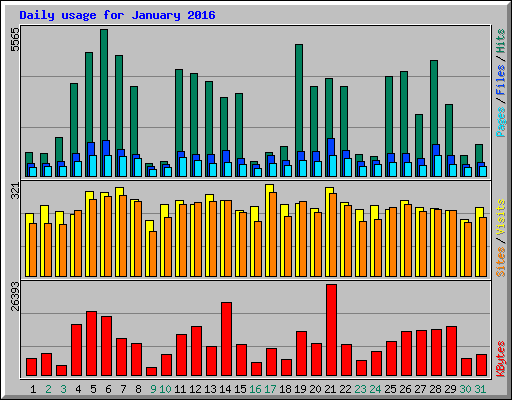 Daily usage for January 2016
5565
Pages/Files/Hits
321
Sites/Visits
26393
KBytes
1 2 3 4 5 6 7 8 9 10 11 12 13 14 15 16 17 18 19 20 21 22 23 24 25 26 27 28 29 30 31